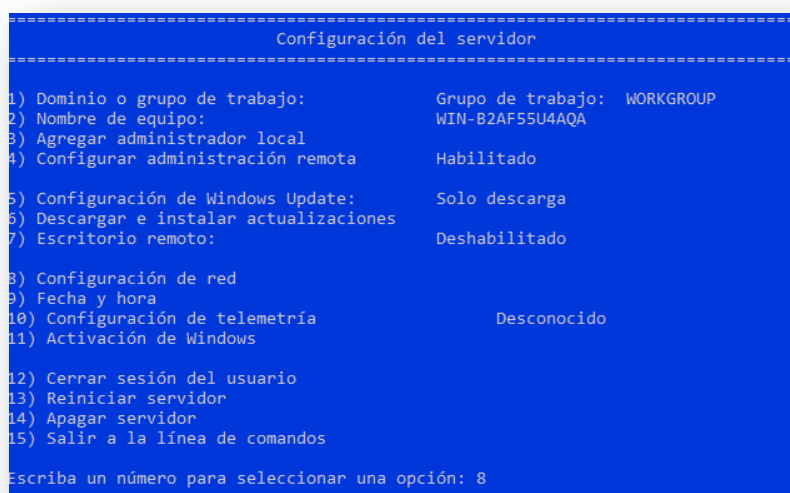 ===============================================================================
Configuración del servidor
===============================================================================
1) Dominio o grupo de trabajo: Grupo de trabajo: WORKGROUP
2) Nombre de equipo: WIN-B2AF55U4AQA
3) Agregar administrador local
4) Configurar administración remota Habilitado
5) Configuración de Windows Update: Solo descarga
6) Descargar e instalar actualizaciones
7) Escritorio remoto: Deshabilitado
8) Configuración de red
9) Fecha y hora
10) Configuración de telemetría Desconocido
11) Activación de Windows
12) Cerrar sesión del usuario
13) Reiniciar servidor
14) Apagar servidor
15) Salir a la línea de comandos
Escriba un número para seleccionar una opción: 8